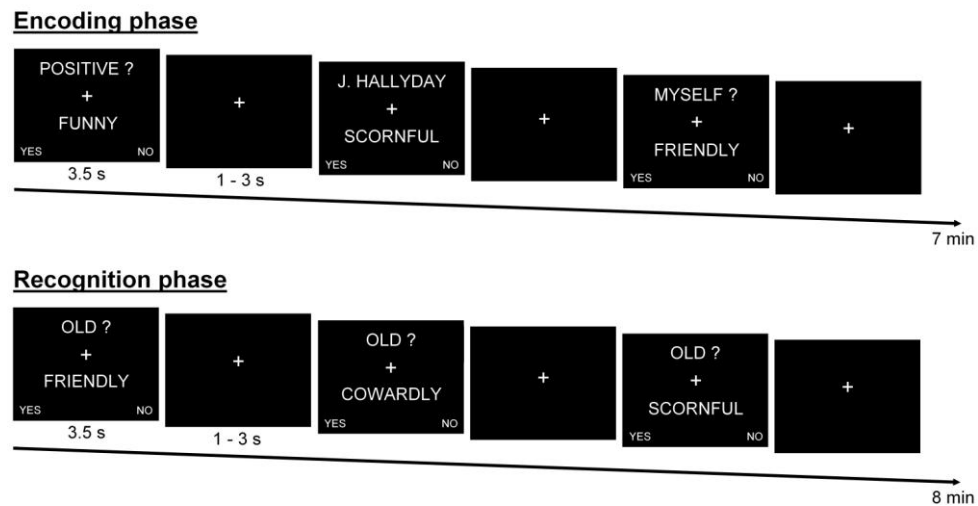 Encoding phase
POSITIVE ?
+
FUNNY
YES NO
3.5 s
+
1 - 3 s
J. HALLYDAY
+
SCORNFUL
YES NO
+
MYSELF ?
+
FRIENDLY
YES NO
+
7 min
Recognition phase
OLD ?
+
FRIENDLY
YES NO
3.5 s
+
1 - 3 s
OLD ?
+
COWARDLY
YES NO
+
OLD ?
+
SCORNFUL
YES NO
+
8 min